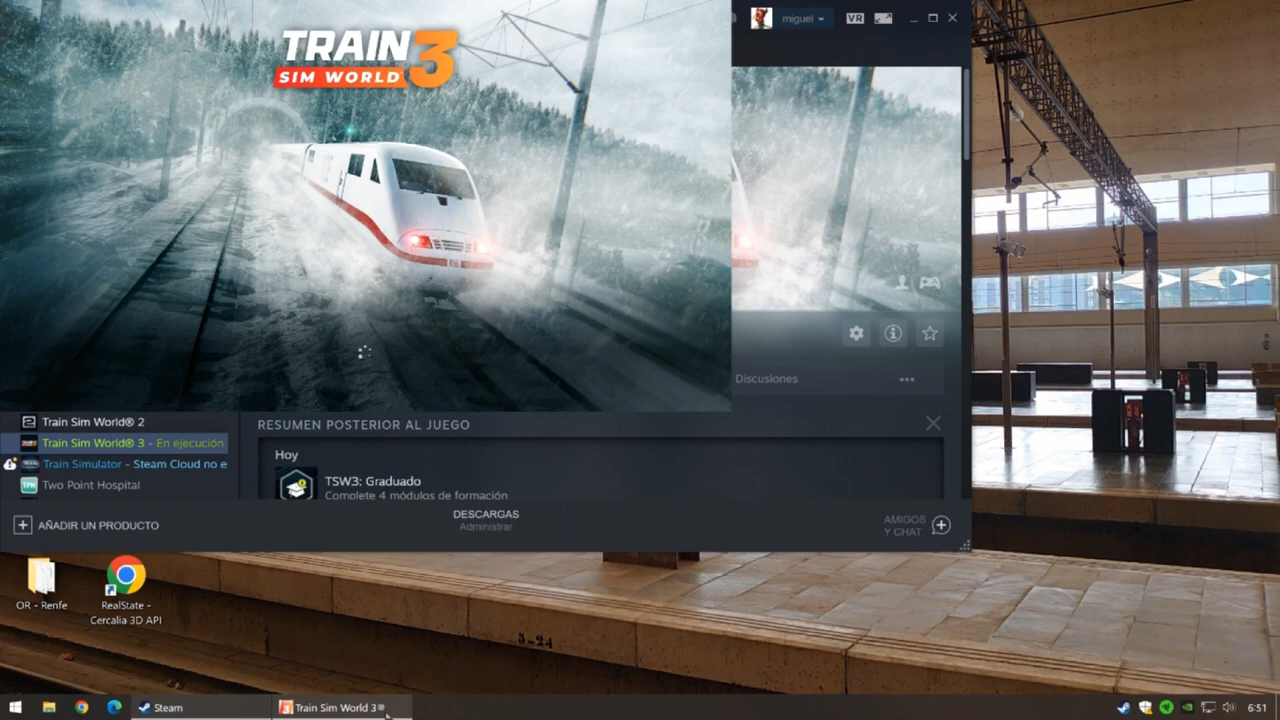 TRAIN
SIM WORLD 3
miguel
VR
Discusiones
Train Sim World® 2
Train Sim World® 3 - En ejecución
Train Simulator - Steam Cloud no e
Two Point Hospital
RESUMEN POSTERIOR AL JUEGO
Hoy
TSW3: Graduado
Complete 4 módulos de formación
AÑADIR UN PRODUCTO
DESCARGAS
Administrar
AMIGOS
Y CHAT
OR - Renfe
RealState -
Cercalia 3D API
3-24
Steam
Train Sim World 3®
6:51